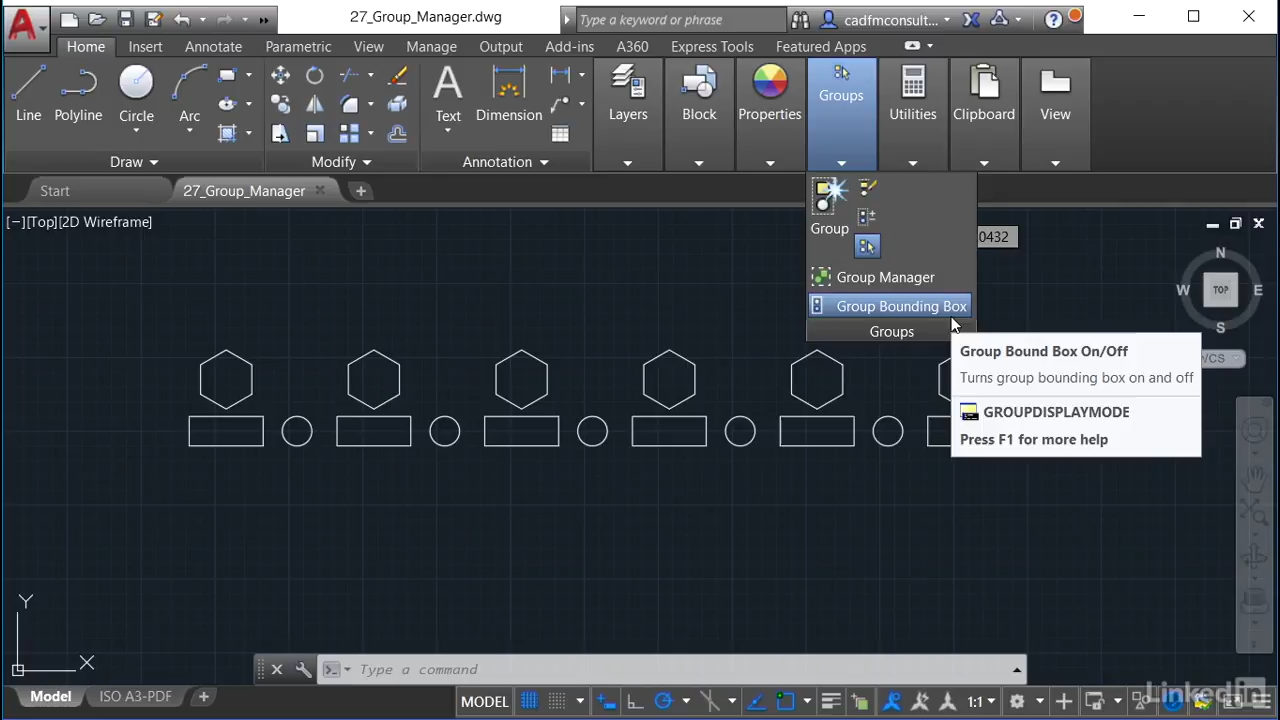 27_Group_Manager.dwg
Type a keyword or phrase
cadfmconsult...
Home Insert Annotate Parametric View Manage Output Add-ins A360 Express Tools Featured Apps
Line Polyline Circle Arc
Text Dimension
Layers Block Properties Groups Utilities Clipboard View
Draw Modify Annotation
Start 27_Group_Manager
[−][Top][2D Wireframe]
Group
0432
Group Manager
Group Bounding Box
Groups
Group Bound Box On/Off
Turns group bounding box on and off
GROUPDISPLAYMODE
Press F1 for more help
N
W TOP E
S
Y
X
Type a command
Model ISO A3-PDF
MODEL 1:1
LinkedIn